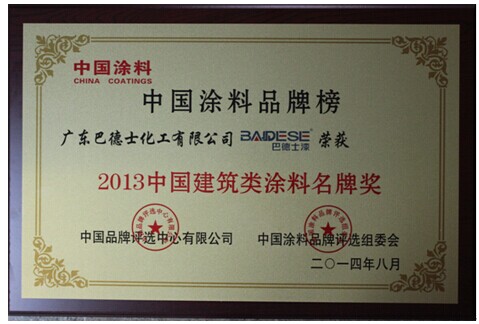 中国涂料
CHINA COATINGS
中国涂料品牌榜
广东巴德士化工有限公司 BADESE® 巴德士漆 荣获
2013中国建筑类涂料名牌奖
中国品牌评选中心有限公司 中国涂料品牌评选组委会
二〇一四年八月